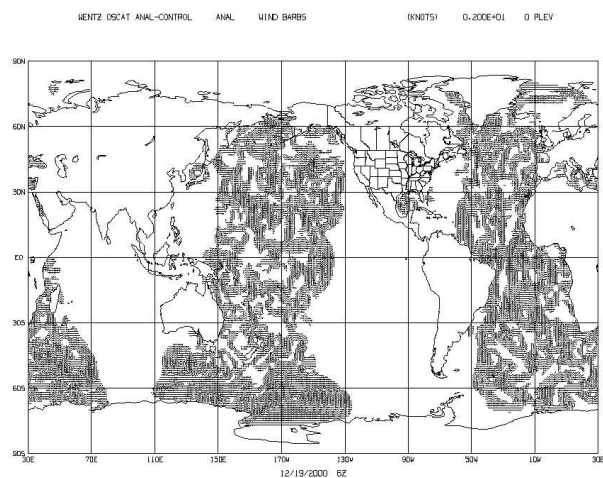 WENTZ QSCAT ANAL-CONTROL ANAL WIND BARBS (KNOTS) 0.200E+01 0 PLEV
90N
60N
30N
EQ
30S
60S
90S
30E 70E 110E 150E 170W 130W 90W 50W 10W 30E
12/19/2000 6Z